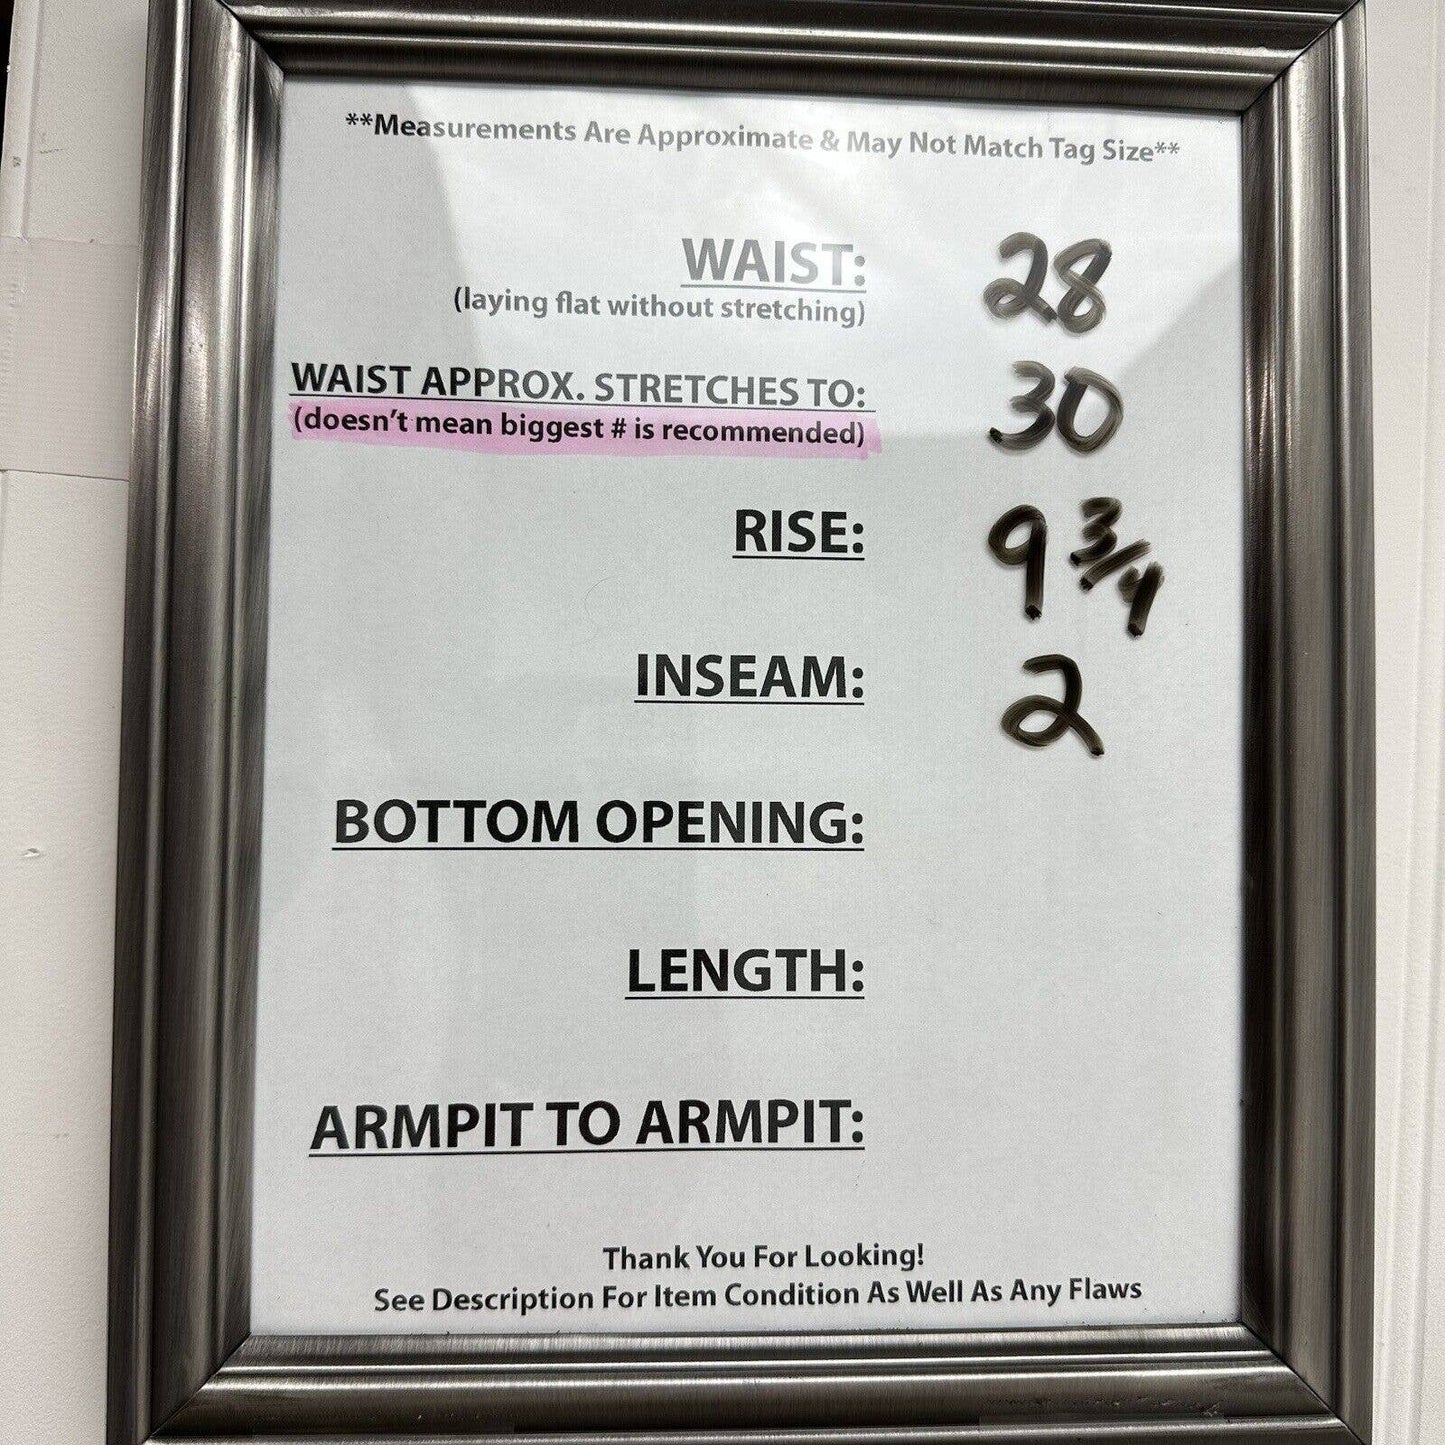 **Measurements Are Approximate & May Not Match Tag Size**
WAIST: 28
(laying flat without stretching)
WAIST APPROX. STRETCHES TO: 30
(doesn't mean biggest # is recommended)
RISE: 9 3/4
INSEAM: 2
BOTTOM OPENING:
LENGTH:
ARMPIT TO ARMPIT:
Thank You For Looking!
See Description For Item Condition As Well As Any Flaws